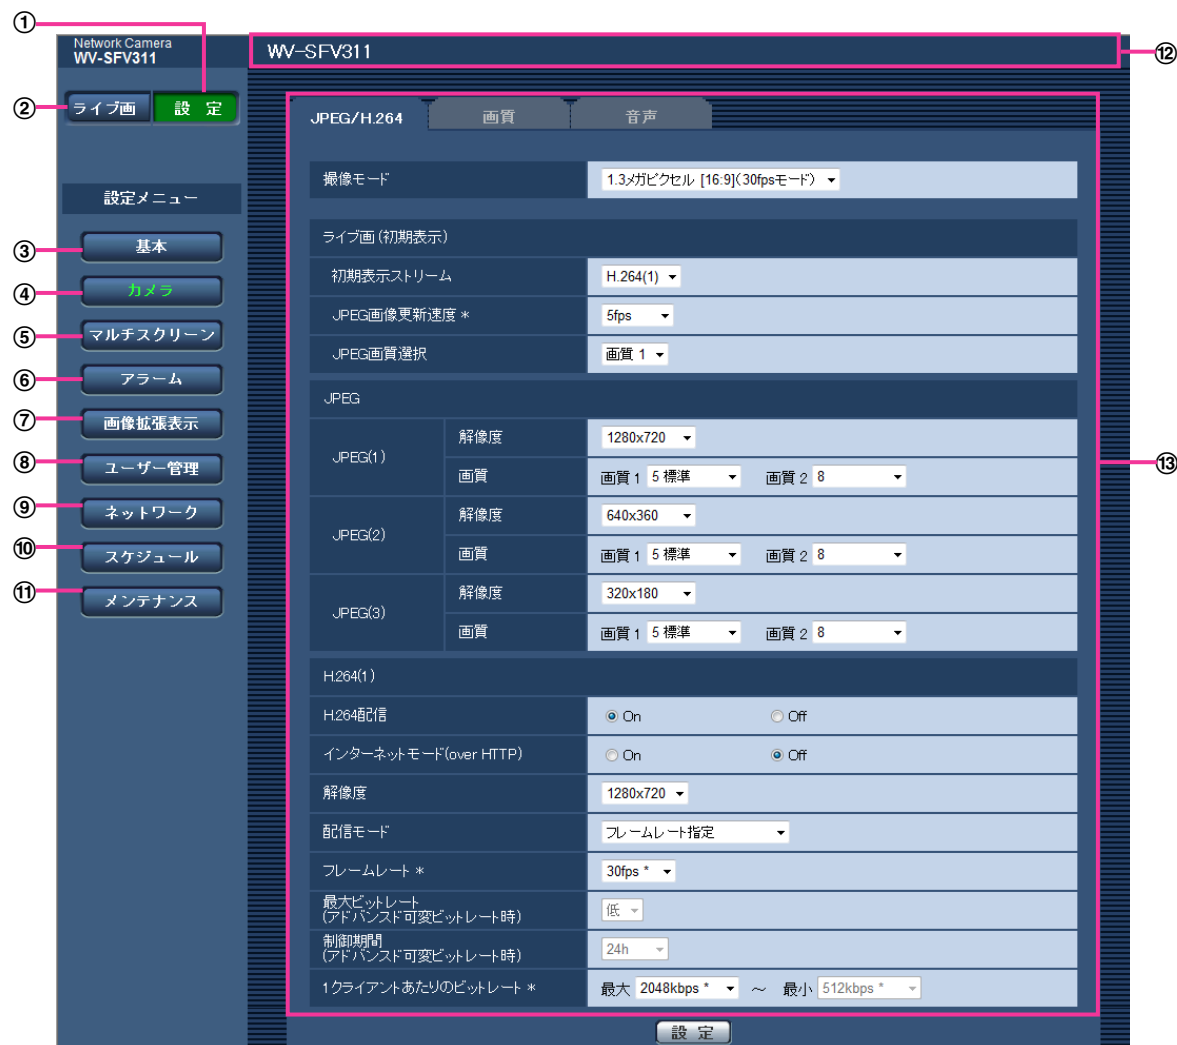 ①
Network Camera
WV-SFV311
WV-SFV311
⑫
②
ライブ画 設 定
JPEG/H.264 画質 音声
撮像モード 1.3メガピクセル [16:9](30fpsモード)
設定メニュー
ライブ画(初期表示)
③ 基本
初期表示ストリーム H.264(1)
④ カメラ
JPEG画像更新速度 * 5fps
⑤ マルチスクリーン
JPEG画質選択 画質 1
⑥ アラーム
JPEG
⑦ 画像拡張表示
JPEG(1) 解像度 1280x720
⑧ ユーザー管理
画質 画質 1 5 標準 画質 2 8
⑬
⑨ ネットワーク
JPEG(2) 解像度 640x360
⑩ スケジュール
画質 画質 1 5 標準 画質 2 8
⑪ メンテナンス
JPEG(3) 解像度 320x180
画質 画質 1 5 標準 画質 2 8
H.264(1)
H.264配信 On Off
インターネットモード(over HTTP) On Off
解像度 1280x720
配信モード フレームレート指定
フレームレート * 30fps *
最大ビットレート
(アドバンスド可変ビットレート時) 低
制御期間
(アドバンスド可変ビットレート時) 24h
1クライアントあたりのビットレート * 最大 2048kbps * ～ 最小 512kbps *
設 定